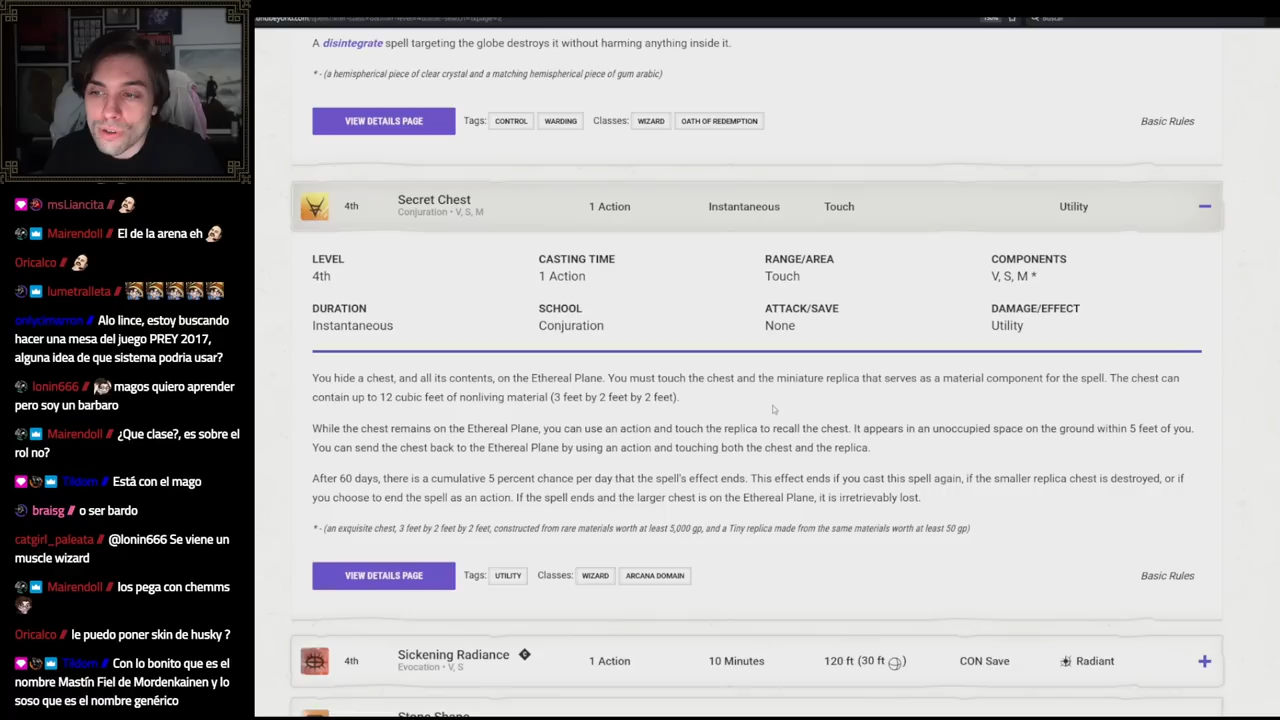 msLiancita //
Mairendoll // El de la arena eh
Oricalco //
lumetralleta //
onlycimarron // Alo lince, estoy buscando
hacer una mesa del juego PREY 2017,
alguna idea de que sistema podria usar?
lonin666 // magos quiero aprender
pero soy un barbaro
Mairendoll // ¿Que clase?, es sobre el
rol no?
Tildom // Está con el mago
braisg // o ser bardo
catgirl_paleata // @lonin666 Se viene un
muscle wizard
Mairendoll // los pega con chemms
Oricalco // le puedo poner skin de husky ?
Tildom // Con lo bonito que es el
nombre Mastín Fiel de Mordenkainen y lo
soso que es el nombre genérico
A disintegrate spell targeting the globe destroys it without harming anything inside it.
* - (a hemispherical piece of clear crystal and a matching hemispherical piece of gum arabic)
VIEW DETAILS PAGE Tags: CONTROL WARDING Classes: WIZARD OATH OF REDEMPTION Basic Rules
4th Secret Chest 1 Action Instantaneous Touch Utility
Conjuration • V, S, M
LEVEL CASTING TIME RANGE/AREA COMPONENTS
4th 1 Action Touch V, S, M *
DURATION SCHOOL ATTACK/SAVE DAMAGE/EFFECT
Instantaneous Conjuration None Utility
You hide a chest, and all its contents, on the Ethereal Plane. You must touch the chest and the miniature replica that serves as a material component for the spell. The chest can
contain up to 12 cubic feet of nonliving material (3 feet by 2 feet by 2 feet).
While the chest remains on the Ethereal Plane, you can use an action and touch the replica to recall the chest. It appears in an unoccupied space on the ground within 5 feet of you.
You can send the chest back to the Ethereal Plane by using an action and touching both the chest and the replica.
After 60 days, there is a cumulative 5 percent chance per day that the spell's effect ends. This effect ends if you cast this spell again, if the smaller replica chest is destroyed, or if
you choose to end the spell as an action. If the spell ends and the larger chest is on the Ethereal Plane, it is irretrievably lost.
* - (an exquisite chest, 3 feet by 2 feet by 2 feet, constructed from rare materials worth at least 5,000 gp, and a Tiny replica made from the same materials worth at least 50 gp)
VIEW DETAILS PAGE Tags: UTILITY Classes: WIZARD ARCANA DOMAIN Basic Rules
4th Sickening Radiance 1 Action 10 Minutes 120 ft (30 ft ) CON Save Radiant
Evocation • V, S
Stone Shape